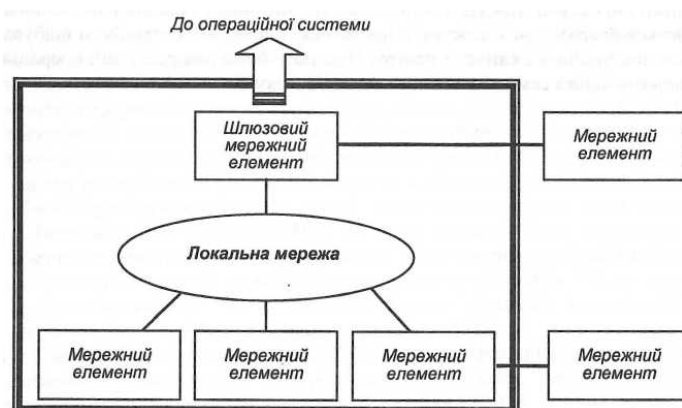 До операційної системи
Шлюзовий
мережний
елемент
Мережний
елемент
Локальна мережа
Мережний
елемент
Мережний
елемент
Мережний
елемент
Мережний
елемент